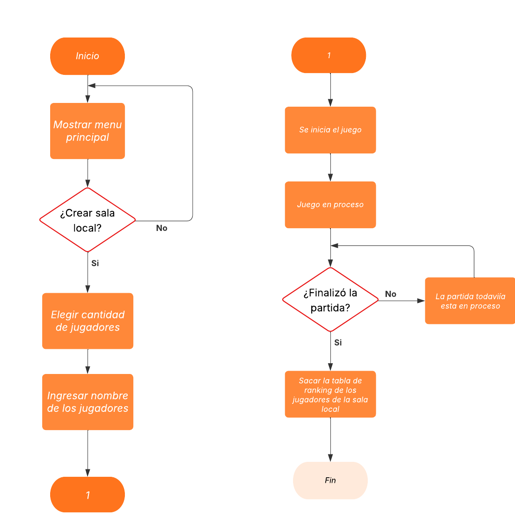 Inicio
Mostrar menu
principal
¿Crear sala
local?
No
Si
Elegir cantidad
de jugadores
Ingresar nombre
de los jugadores
1
1
Se inicia el juego
Juego en proceso
¿Finalizó la
partida?
No
La partida todavíia
esta en proceso
Si
Sacar la tabla de
ranking de los
jugadores de la sala
local
Fin